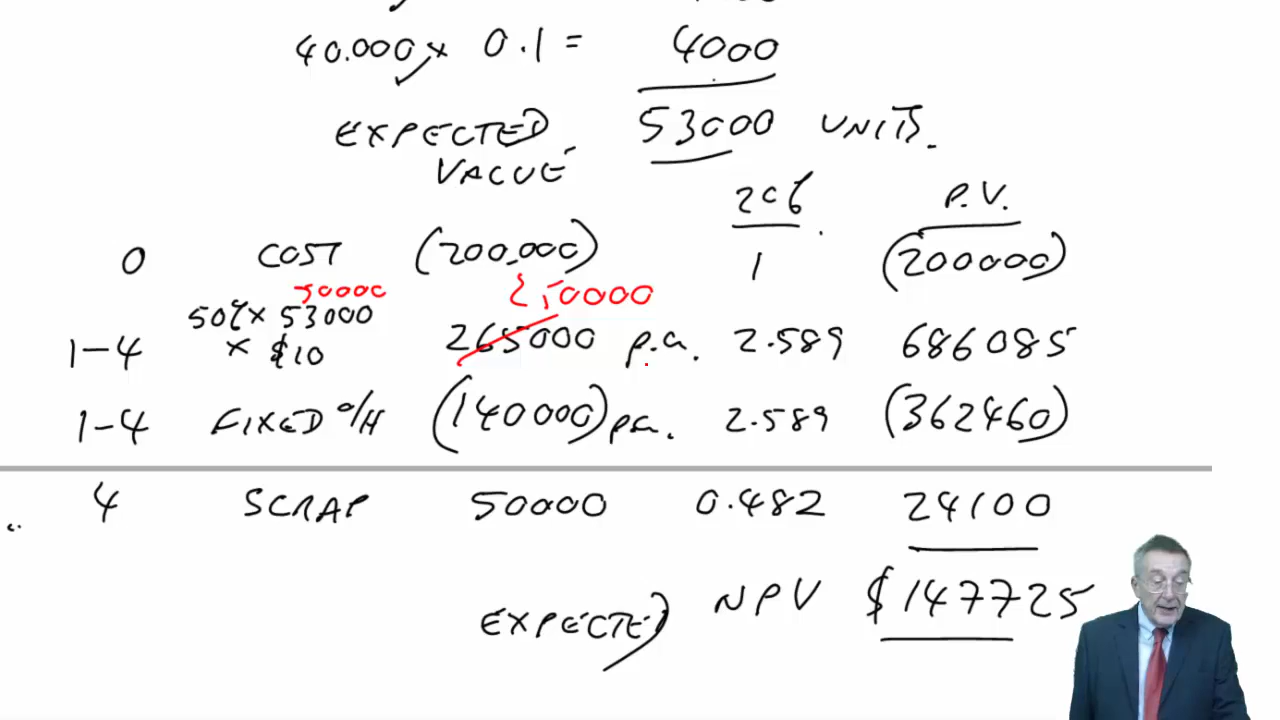 40.000 x 0.1 = 4000
EXPECTED 53000 UNITS.
VALUE
20% P.V.
0 COST (200,000) 1 (200000)
50000 250000
50% x 53000
1-4 x $10 265000 p.a. 2.589 686085
1-4 FIXED O/H (140000) p.a. 2.589 (362460)
4 SCRAP 50000 0.482 24100
EXPECTED NPV $147725